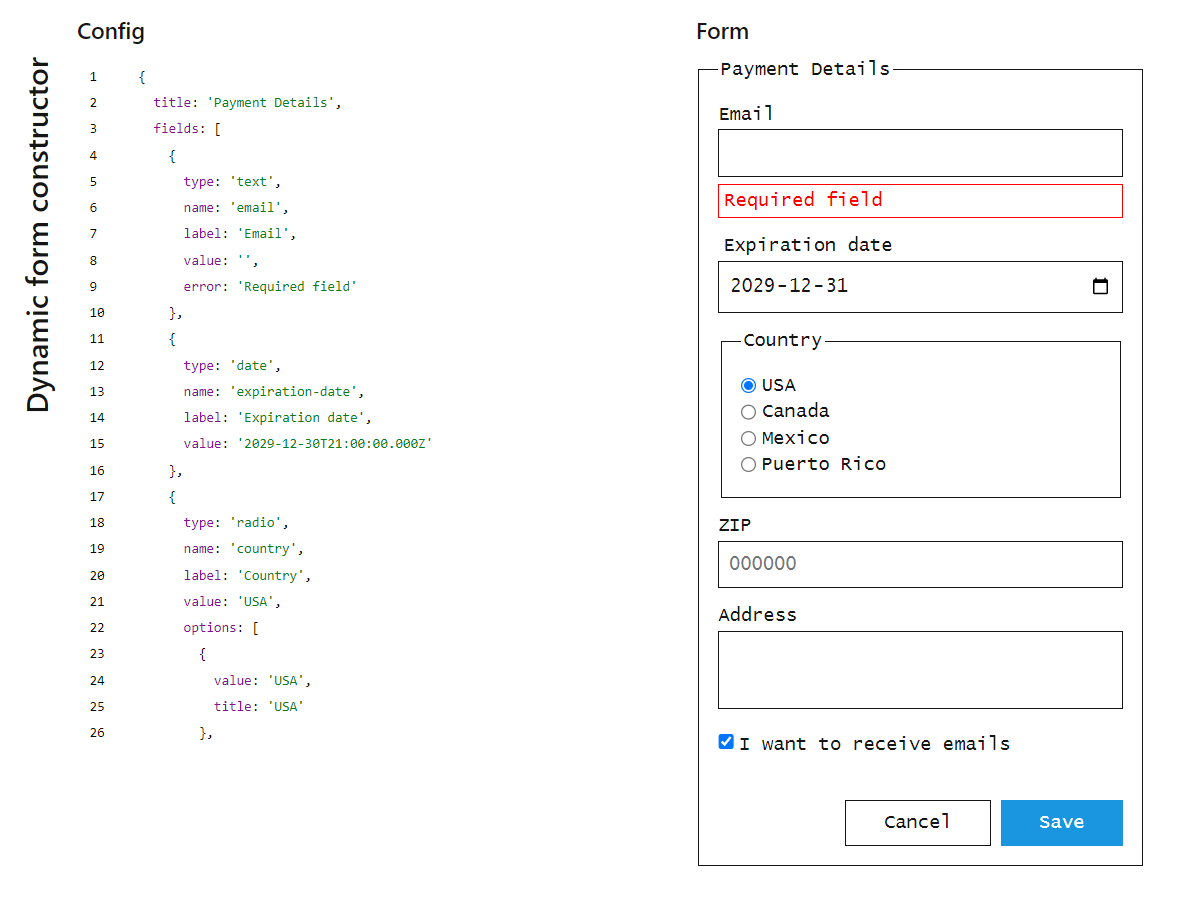 Dynamic form constructor
Config
1 {
2 title: 'Payment Details',
3 fields: [
4 {
5 type: 'text',
6 name: 'email',
7 label: 'Email',
8 value: '',
9 error: 'Required field'
10 },
11 {
12 type: 'date',
13 name: 'expiration-date',
14 label: 'Expiration date',
15 value: '2029-12-30T21:00:00.000Z'
16 },
17 {
18 type: 'radio',
19 name: 'country',
20 label: 'Country',
21 value: 'USA',
22 options: [
23 {
24 value: 'USA',
25 title: 'USA'
26 },
Form
Payment Details
Email
Required field
Expiration date
2029-12-31
Country
USA
Canada
Mexico
Puerto Rico
ZIP
000000
Address
I want to receive emails
Cancel Save